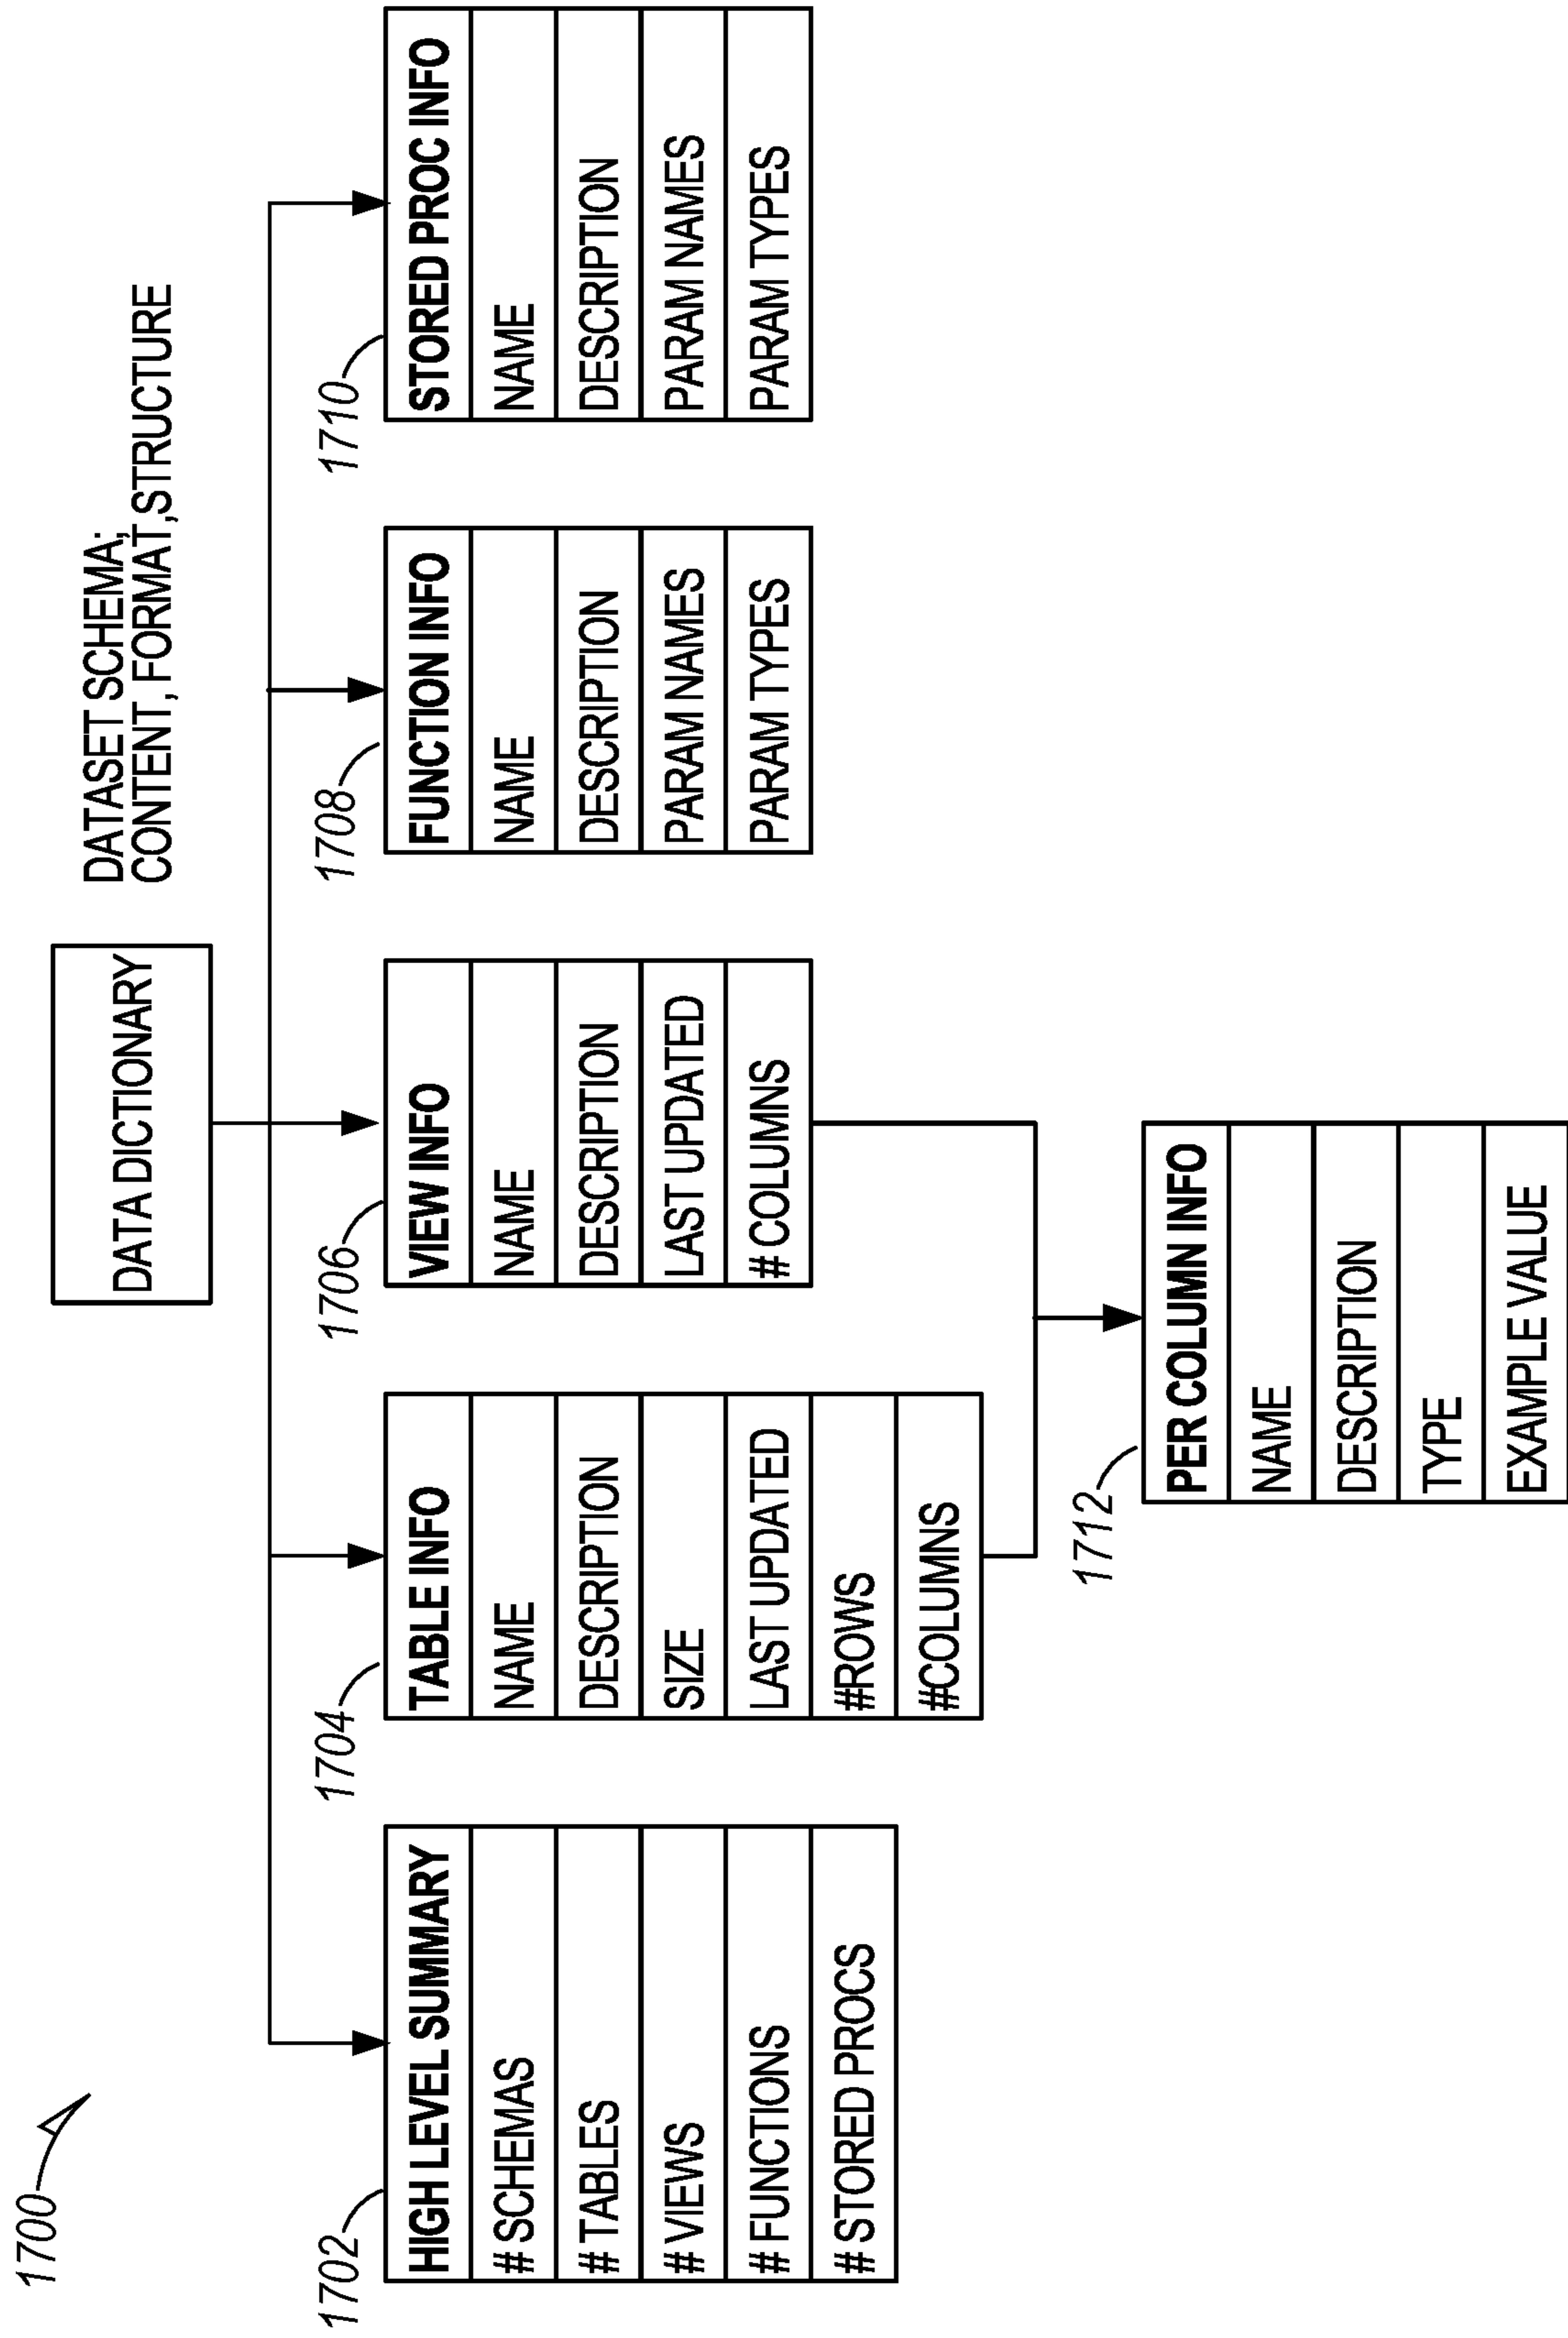 1700
DATA DICTIONARY
DATASET SCHEMA;
CONTENT, FORMAT,STRUCTURE
1702
HIGH LEVEL SUMMARY
# SCHEMAS
# TABLES
# VIEWS
# FUNCTIONS
# STORED PROCS
1704
TABLE INFO
NAME
DESCRIPTION
SIZE
LAST UPDATED
#ROWS
#COLUMNS
1706
VIEW INFO
NAME
DESCRIPTION
LAST UPDATED
# COLUMNS
1708
FUNCTION INFO
NAME
DESCRIPTION
PARAM NAMES
PARAM TYPES
1710
STORED PROC INFO
NAME
DESCRIPTION
PARAM NAMES
PARAM TYPES
1712
PER COLUMN INFO
NAME
DESCRIPTION
TYPE
EXAMPLE VALUE